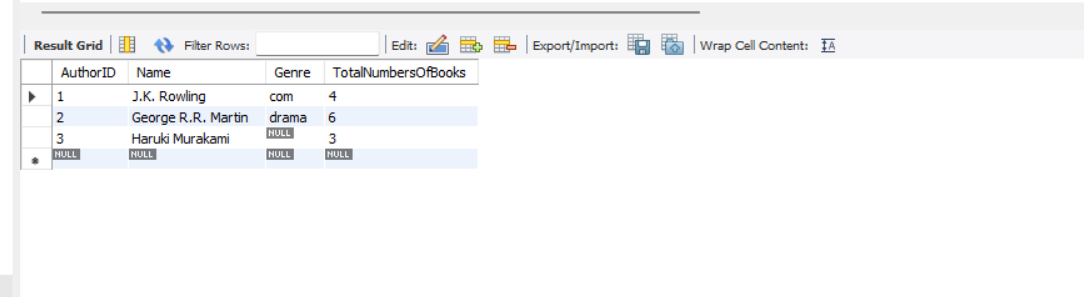 Result Grid Filter Rows: Edit: Export/Import: Wrap Cell Content: IA
AuthorID Name Genre TotalNumbersOfBooks
1 J.K. Rowling com 4
2 George R.R. Martin drama 6
3 Haruki Murakami NULL 3
NULL NULL NULL NULL